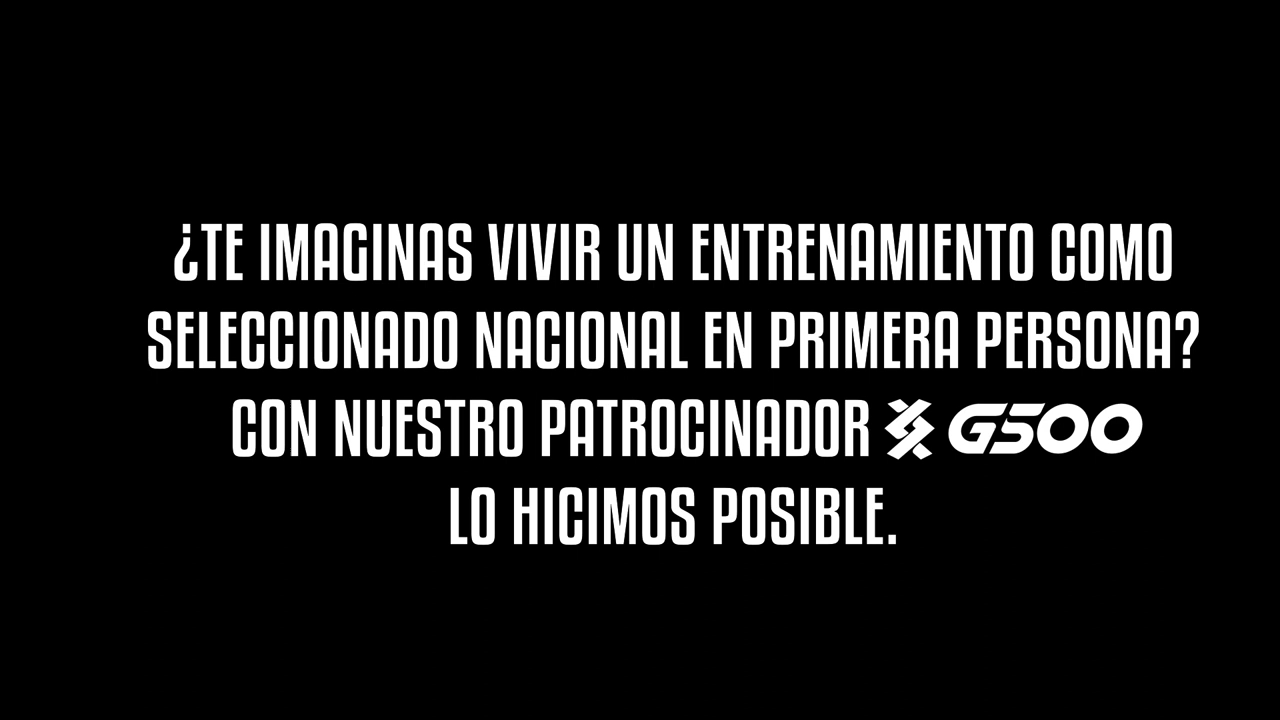 ¿TE IMAGINAS VIVIR UN ENTRENAMIENTO COMO
SELECCIONADO NACIONAL EN PRIMERA PERSONA?
CON NUESTRO PATROCINADOR G500
LO HICIMOS POSIBLE.